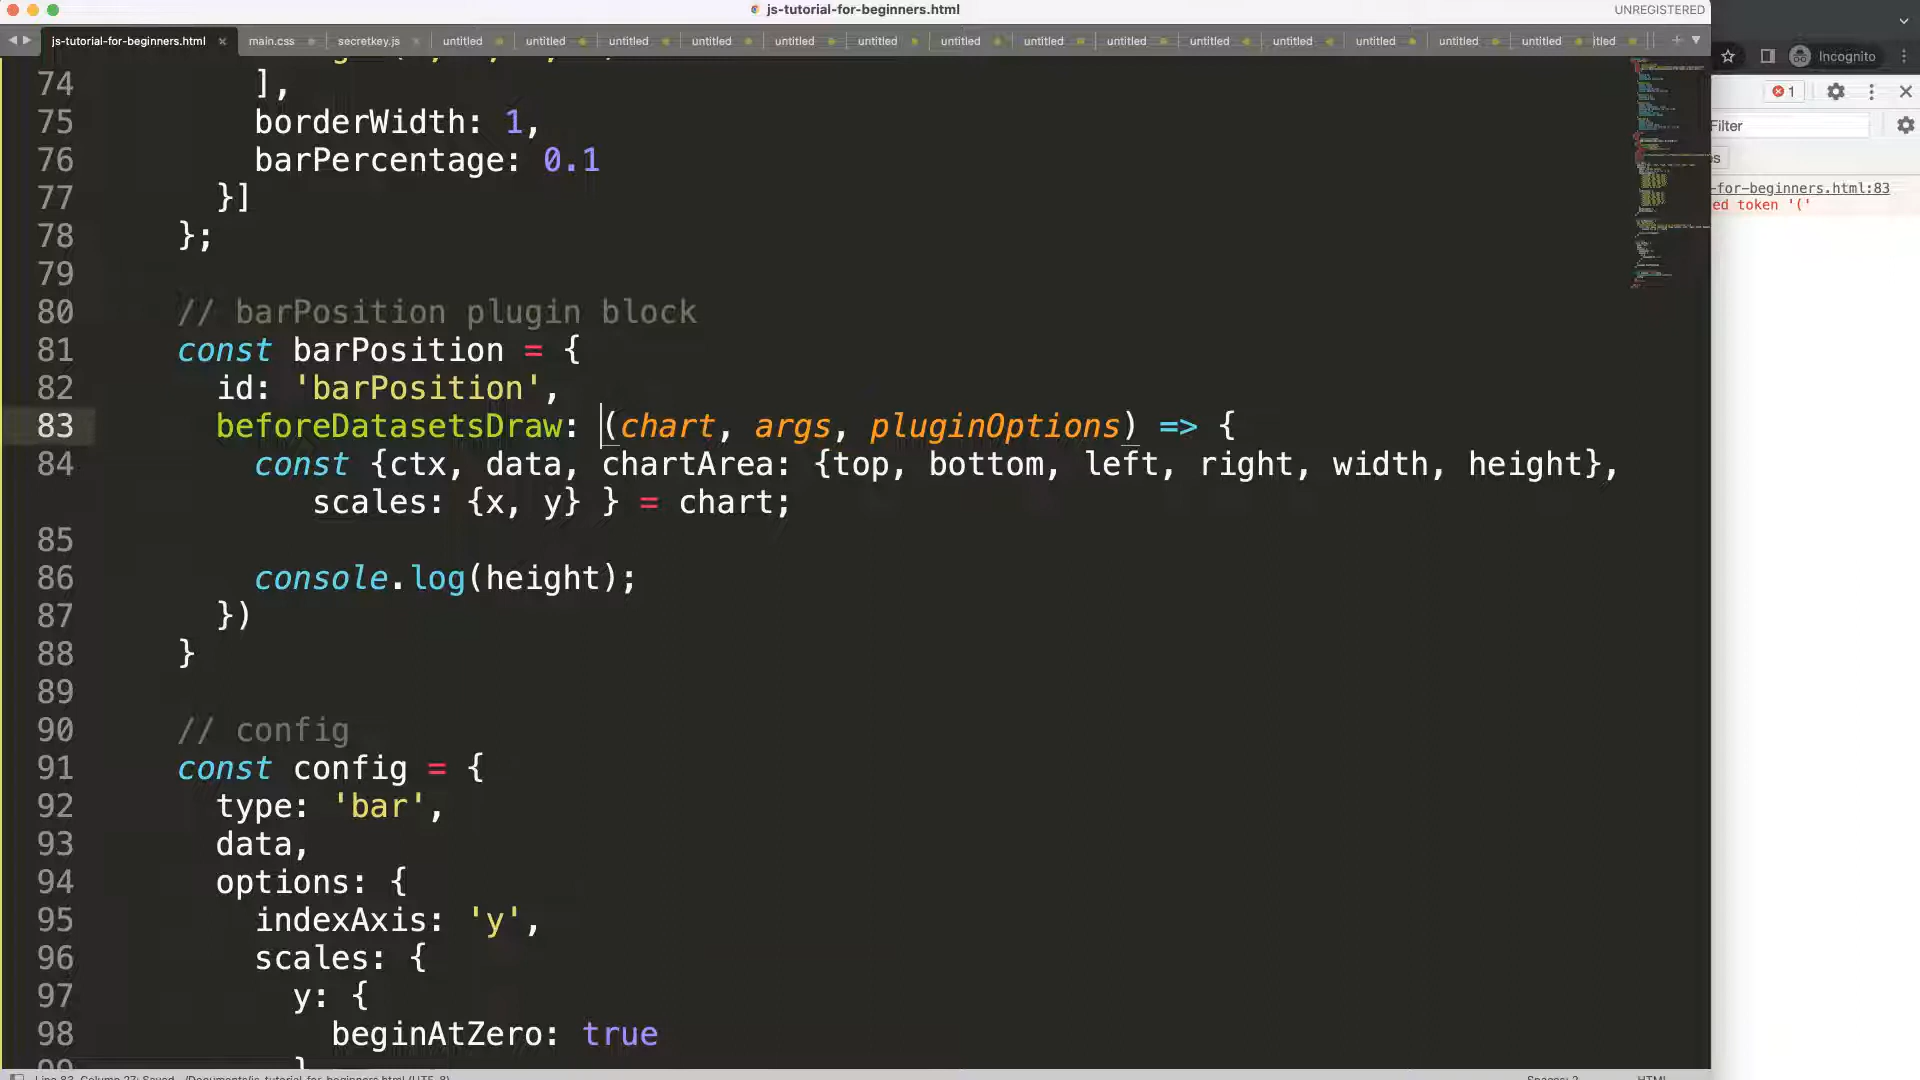 js-tutorial-for-beginners.html
UNREGISTERED
js-tutorial-for-beginners.html × main.css secretkey.js × untitled untitled untitled untitled untitled untitled untitled untitled untitled untitled untitled untitled untitled untitled itled + ▼
Incognito
1
Filter
es
-for-beginners.html:83
ed token '('
74 ],
75 borderWidth: 1,
76 barPercentage: 0.1
77 }]
78 };
79
80 // barPosition plugin block
81 const barPosition = {
82 id: 'barPosition',
83 beforeDatasetsDraw: (chart, args, pluginOptions) => {
84 const {ctx, data, chartArea: {top, bottom, left, right, width, height},
scales: {x, y} } = chart;
85
86 console.log(height);
87 })
88 }
89
90 // config
91 const config = {
92 type: 'bar',
93 data,
94 options: {
95 indexAxis: 'y',
96 scales: {
97 y: {
98 beginAtZero: true
99 }